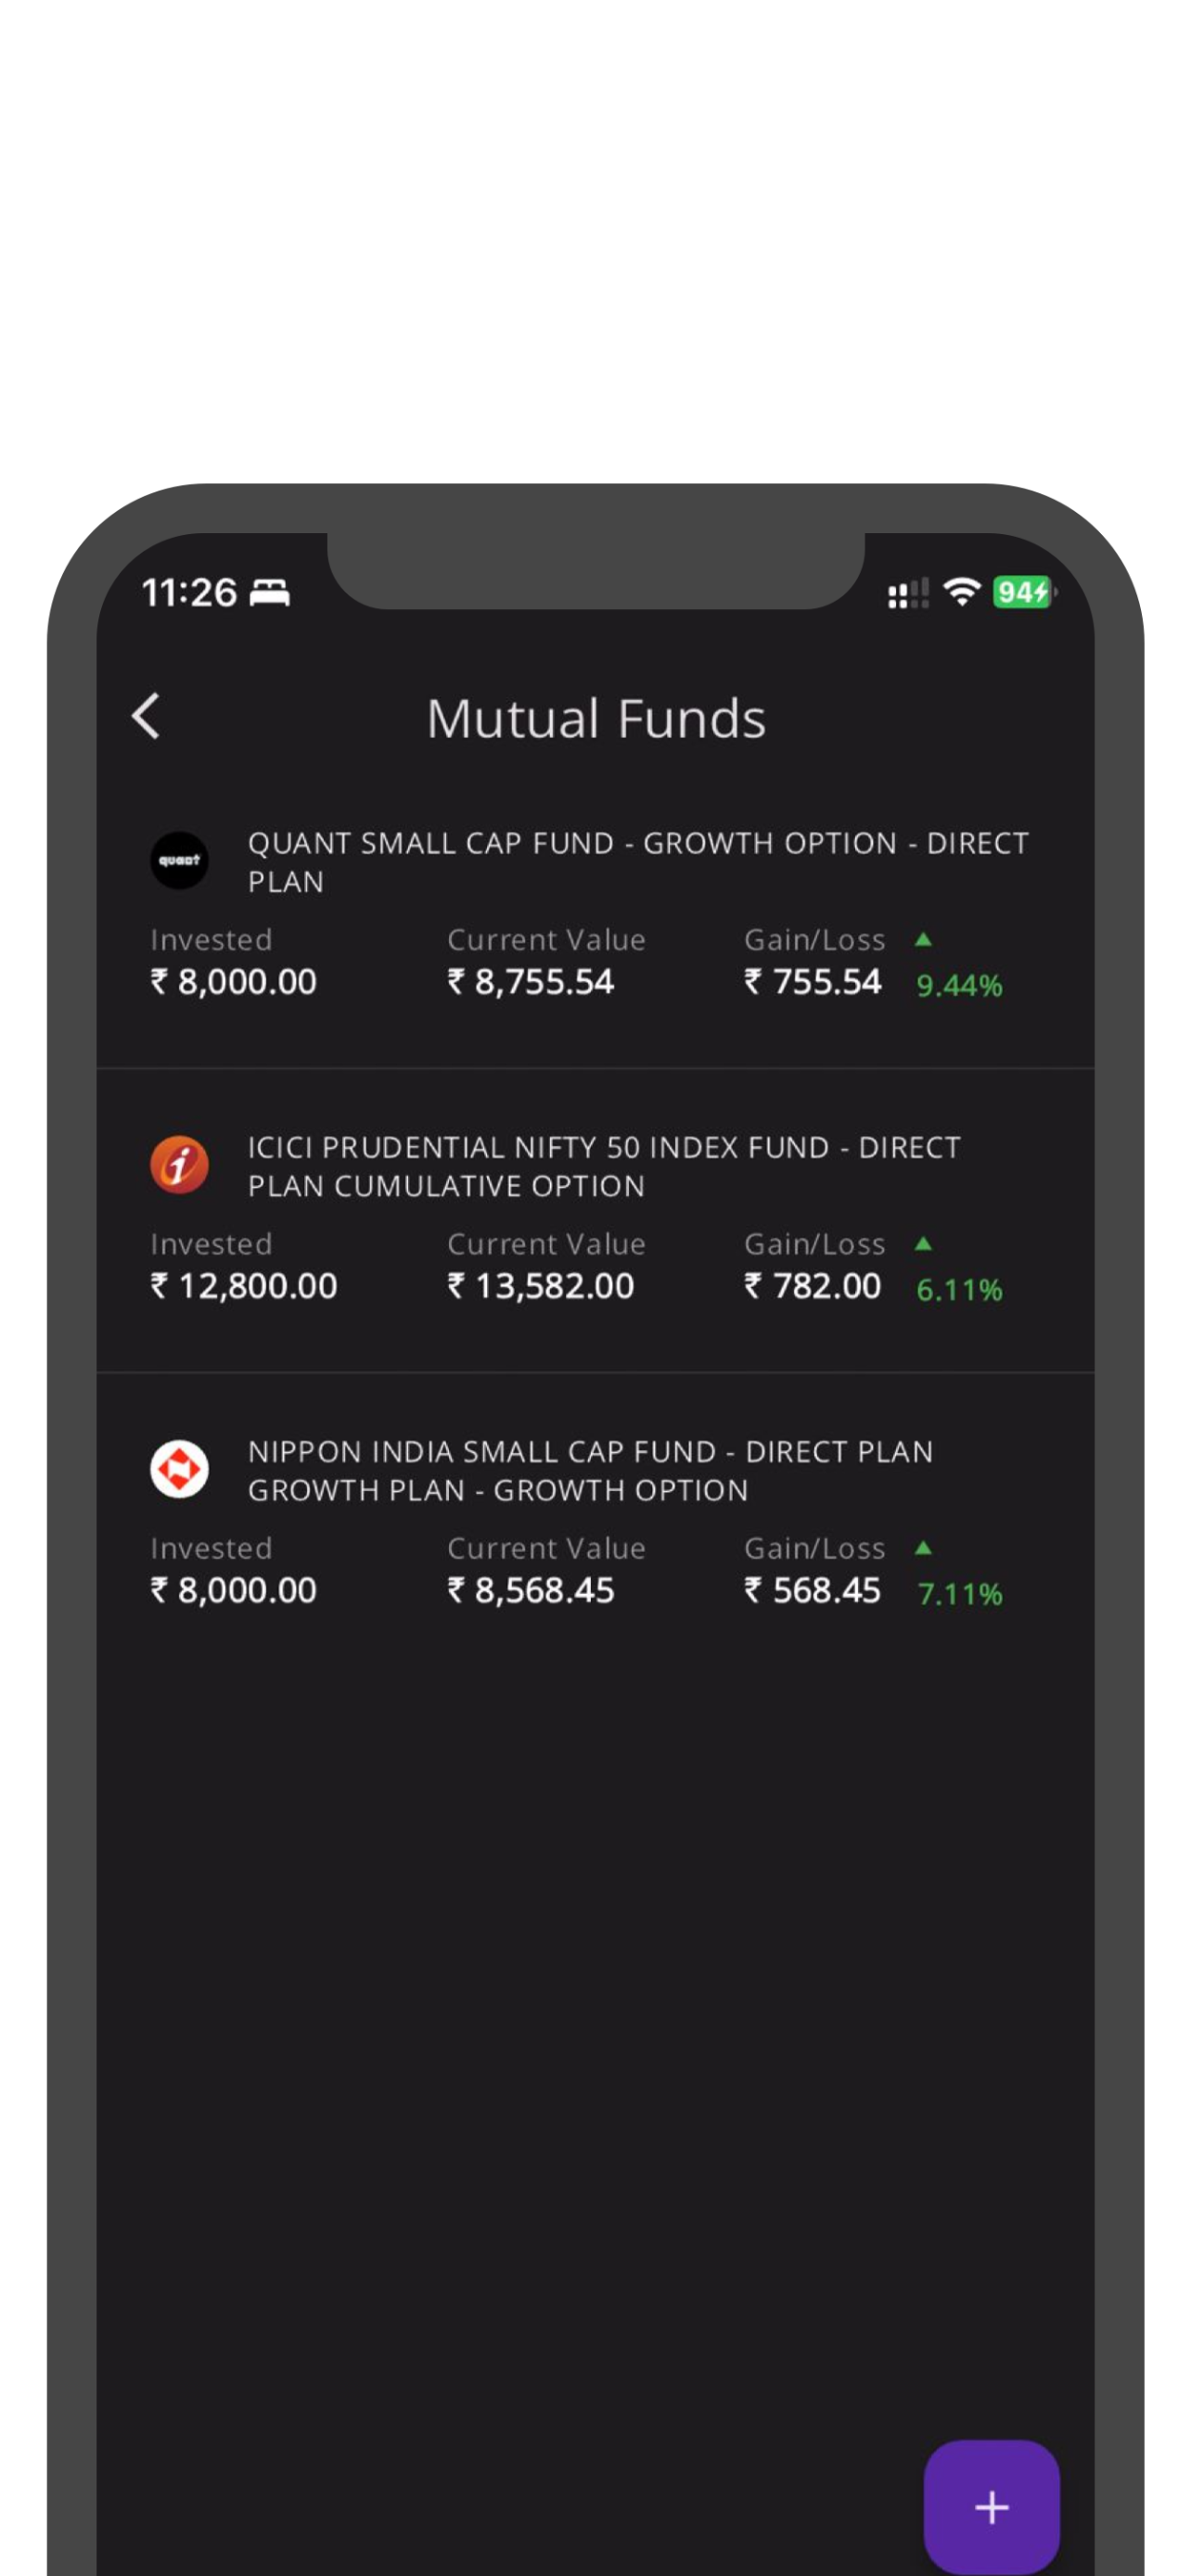 11:26
94
Mutual Funds
quant
QUANT SMALL CAP FUND - GROWTH OPTION - DIRECT
PLAN
Invested Current Value Gain/Loss
₹ 8,000.00 ₹ 8,755.54 ₹ 755.54 9.44%
ICICI PRUDENTIAL NIFTY 50 INDEX FUND - DIRECT
PLAN CUMULATIVE OPTION
Invested Current Value Gain/Loss
₹ 12,800.00 ₹ 13,582.00 ₹ 782.00 6.11%
NIPPON INDIA SMALL CAP FUND - DIRECT PLAN
GROWTH PLAN - GROWTH OPTION
Invested Current Value Gain/Loss
₹ 8,000.00 ₹ 8,568.45 ₹ 568.45 7.11%
+